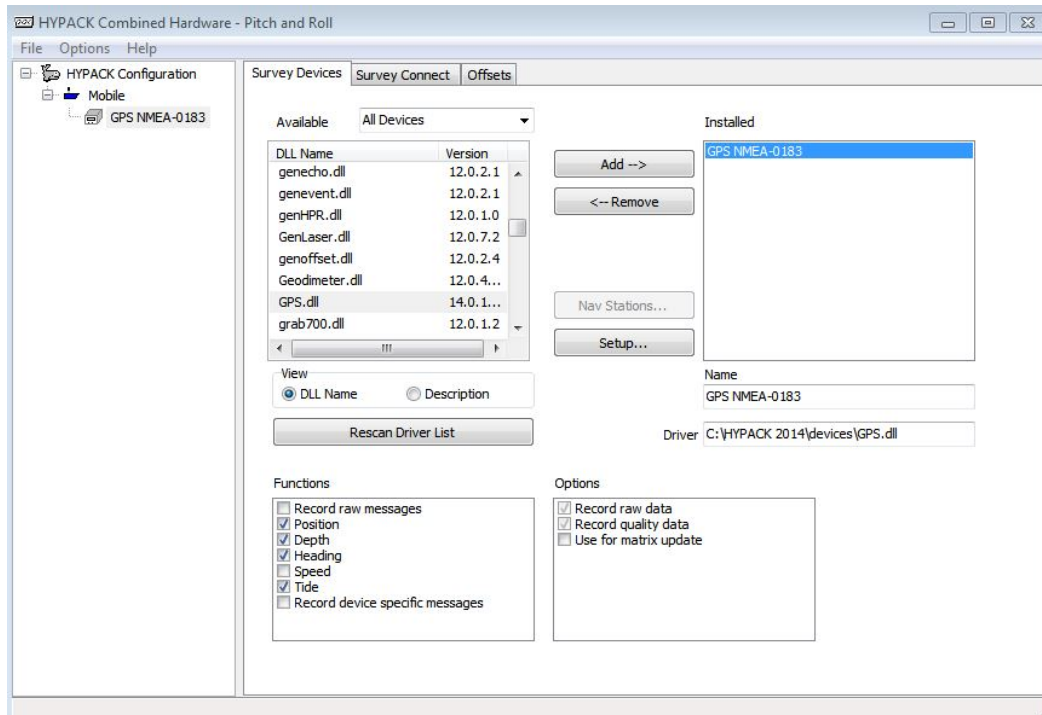 HYPACK Combined Hardware - Pitch and Roll
File Options Help
HYPACK Configuration
Mobile
GPS NMEA-0183
Survey Devices Survey Connect Offsets
Available All Devices
DLL Name Version
genecho.dll 12.0.2.1
genevent.dll 12.0.2.1
genHPR.dll 12.0.1.0
GenLaser.dll 12.0.7.2
genoffset.dll 12.0.2.4
Geodimeter.dll 12.0.4...
GPS.dll 14.0.1...
grab700.dll 12.0.1.2
View
DLL Name Description
Rescan Driver List
Add -->
<-- Remove
Nav Stations...
Setup...
Installed
GPS NMEA-0183
Name
GPS NMEA-0183
Driver C:\HYPACK 2014\devices\GPS.dll
Functions
Record raw messages
Position
Depth
Heading
Speed
Tide
Record device specific messages
Options
Record raw data
Record quality data
Use for matrix update